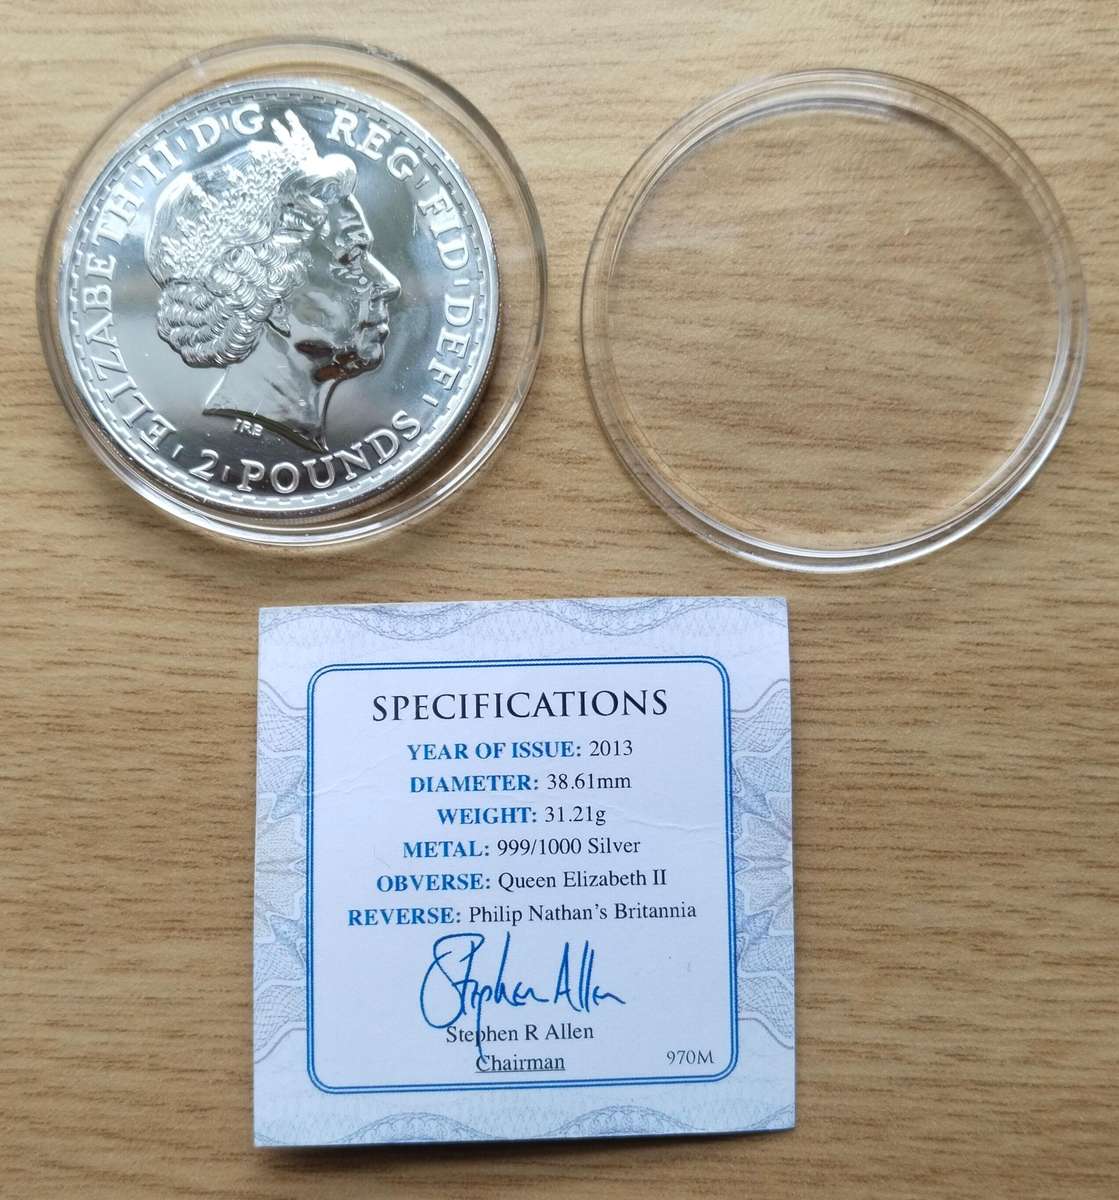 ELIZABETH · II · D · G REG · FID · DEF · 2 · POUNDS
IRB
SPECIFICATIONS
YEAR OF ISSUE: 2013
DIAMETER: 38.61mm
WEIGHT: 31.21g
METAL: 999/1000 Silver
OBVERSE: Queen Elizabeth II
REVERSE: Philip Nathan's Britannia
Stephen Allen
Stephen R Allen
Chairman
970M